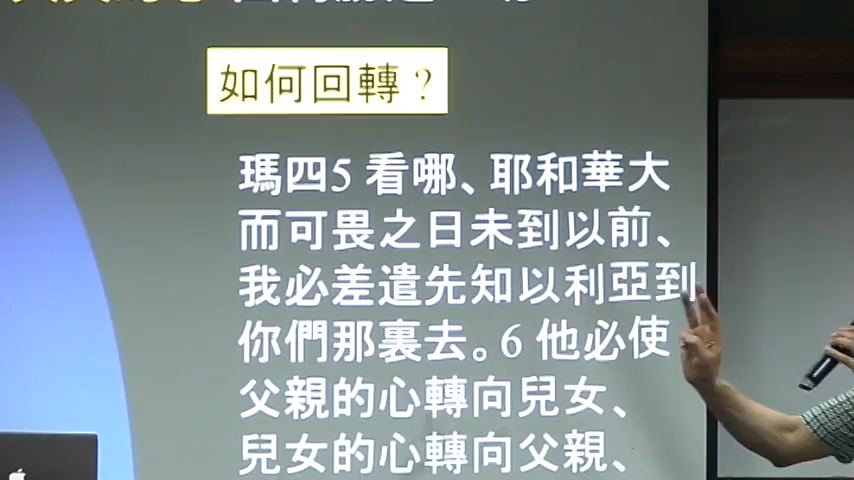 如何回轉？
瑪四5 看哪、耶和華大
而可畏之日未到以前、
我必差遣先知以利亞到
你們那裏去。6 他必使
父親的心轉向兒女、
兒女的心轉向父親、